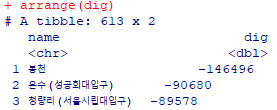 + arrange(dig)
# A tibble: 613 x 2
name dig
<chr> <dbl>
1 봉천 -146496
2 온수 (성공회대입구) -90680
3 청량리 (서울시립대입구) -89578